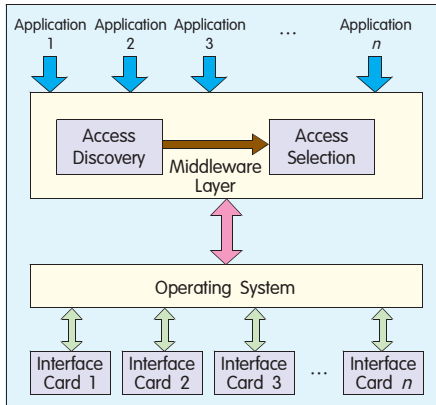 Application Application Application ... Application
1 2 3 n
Access Discovery
Access Selection
Middleware
Layer
Operating System
Interface Card 1
Interface Card 2
Interface Card 3
...
Interface Card n